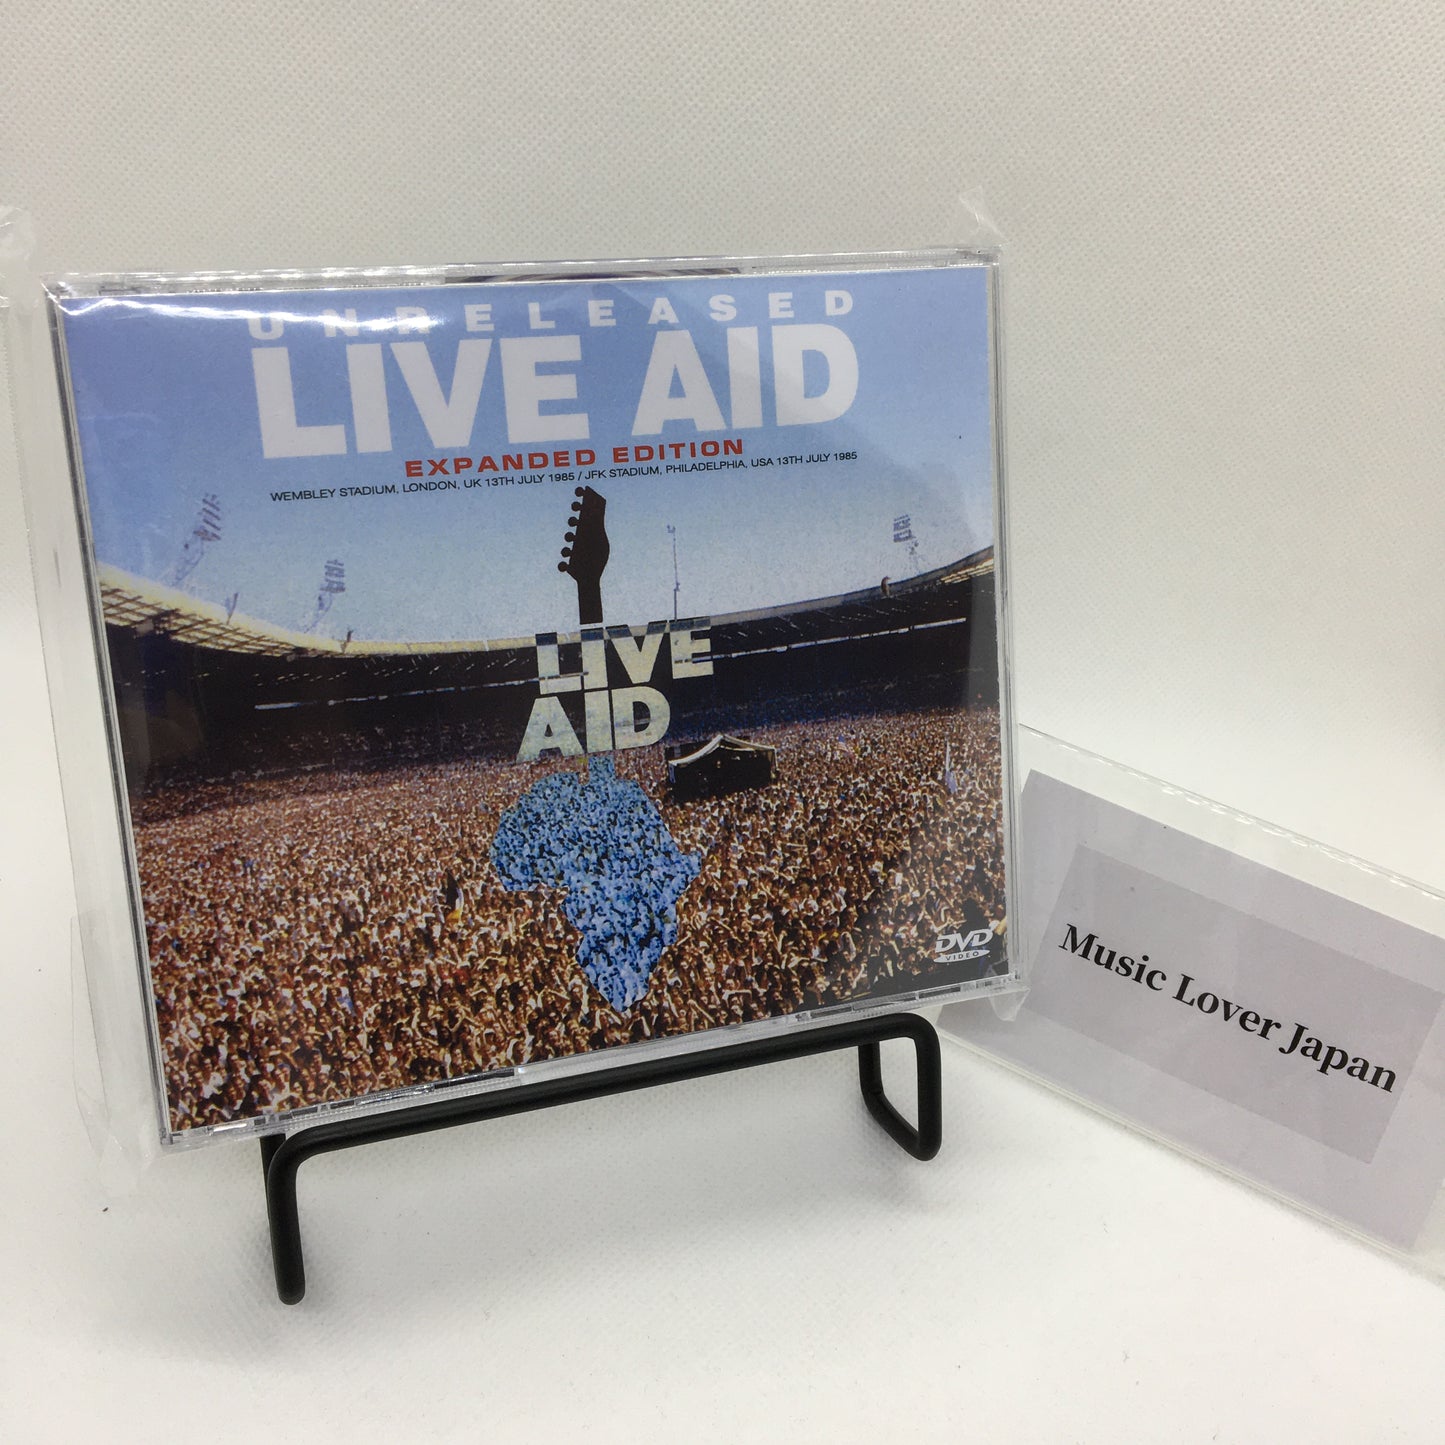 UNRELEASED
LIVE AID
EXPANDED EDITION
WEMBLEY STADIUM, LONDON, UK 13TH JULY 1985 / JFK STADIUM, PHILADELPHIA, USA 13TH JULY 1985
LIVE
AID
DVD
VIDEO
Music Lover Japan